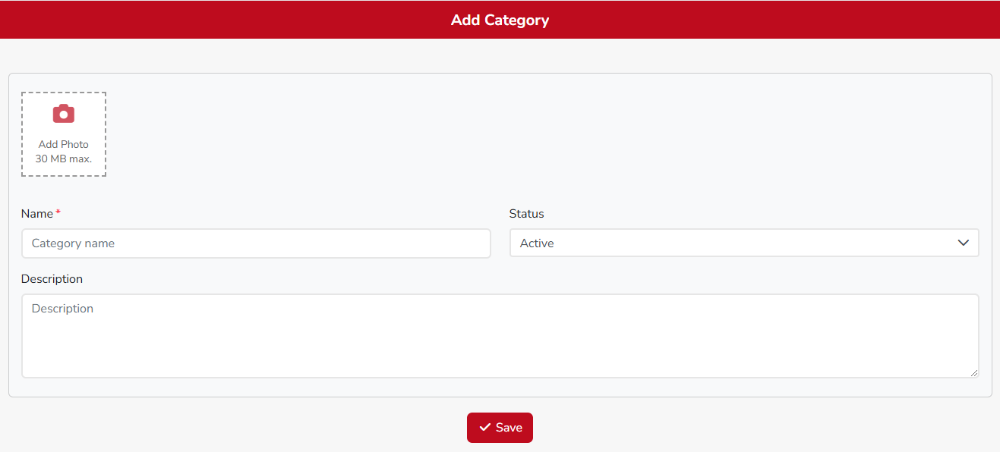 Add Category
Add Photo
30 MB max.
Name *
Status
Category name
Active
Description
Description
Save